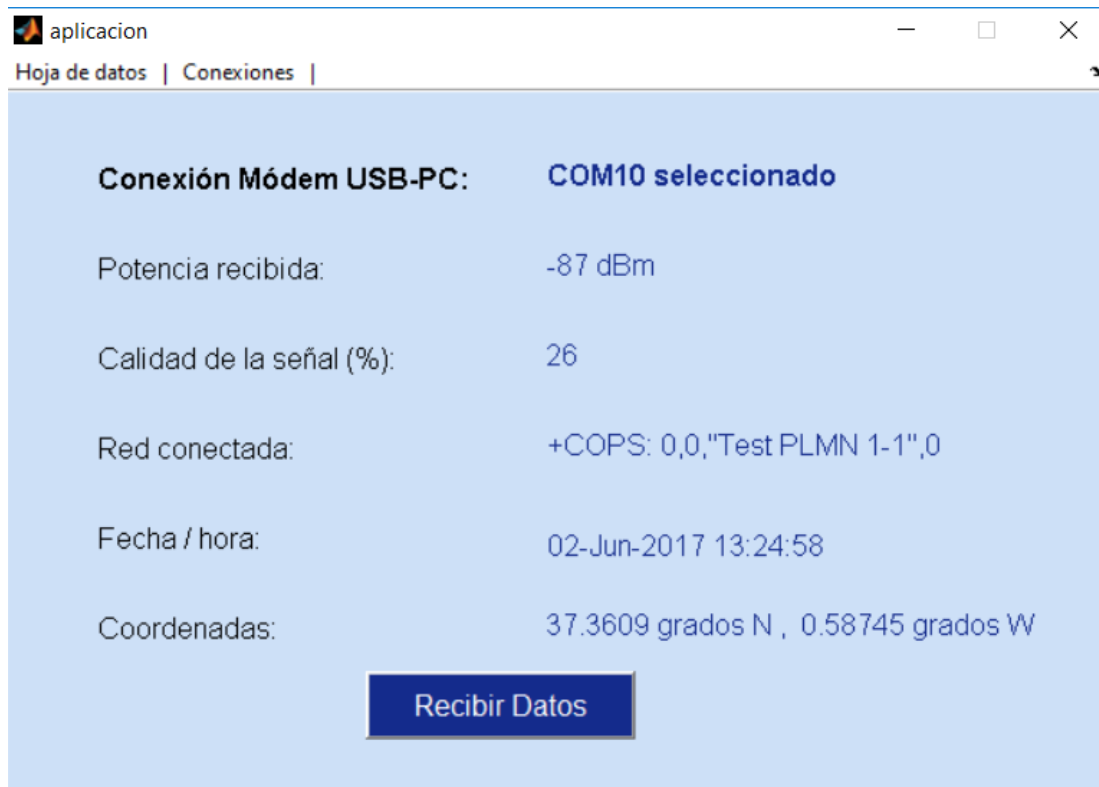 aplicacion
Hoja de datos | Conexiones |
Conexión Módem USB-PC: COM10 seleccionado
Potencia recibida: -87 dBm
Calidad de la señal (%): 26
Red conectada: +COPS: 0,0,"Test PLMN 1-1",0
Fecha / hora: 02-Jun-2017 13:24:58
Coordenadas: 37.3609 grados N , 0.58745 grados W
Recibir Datos